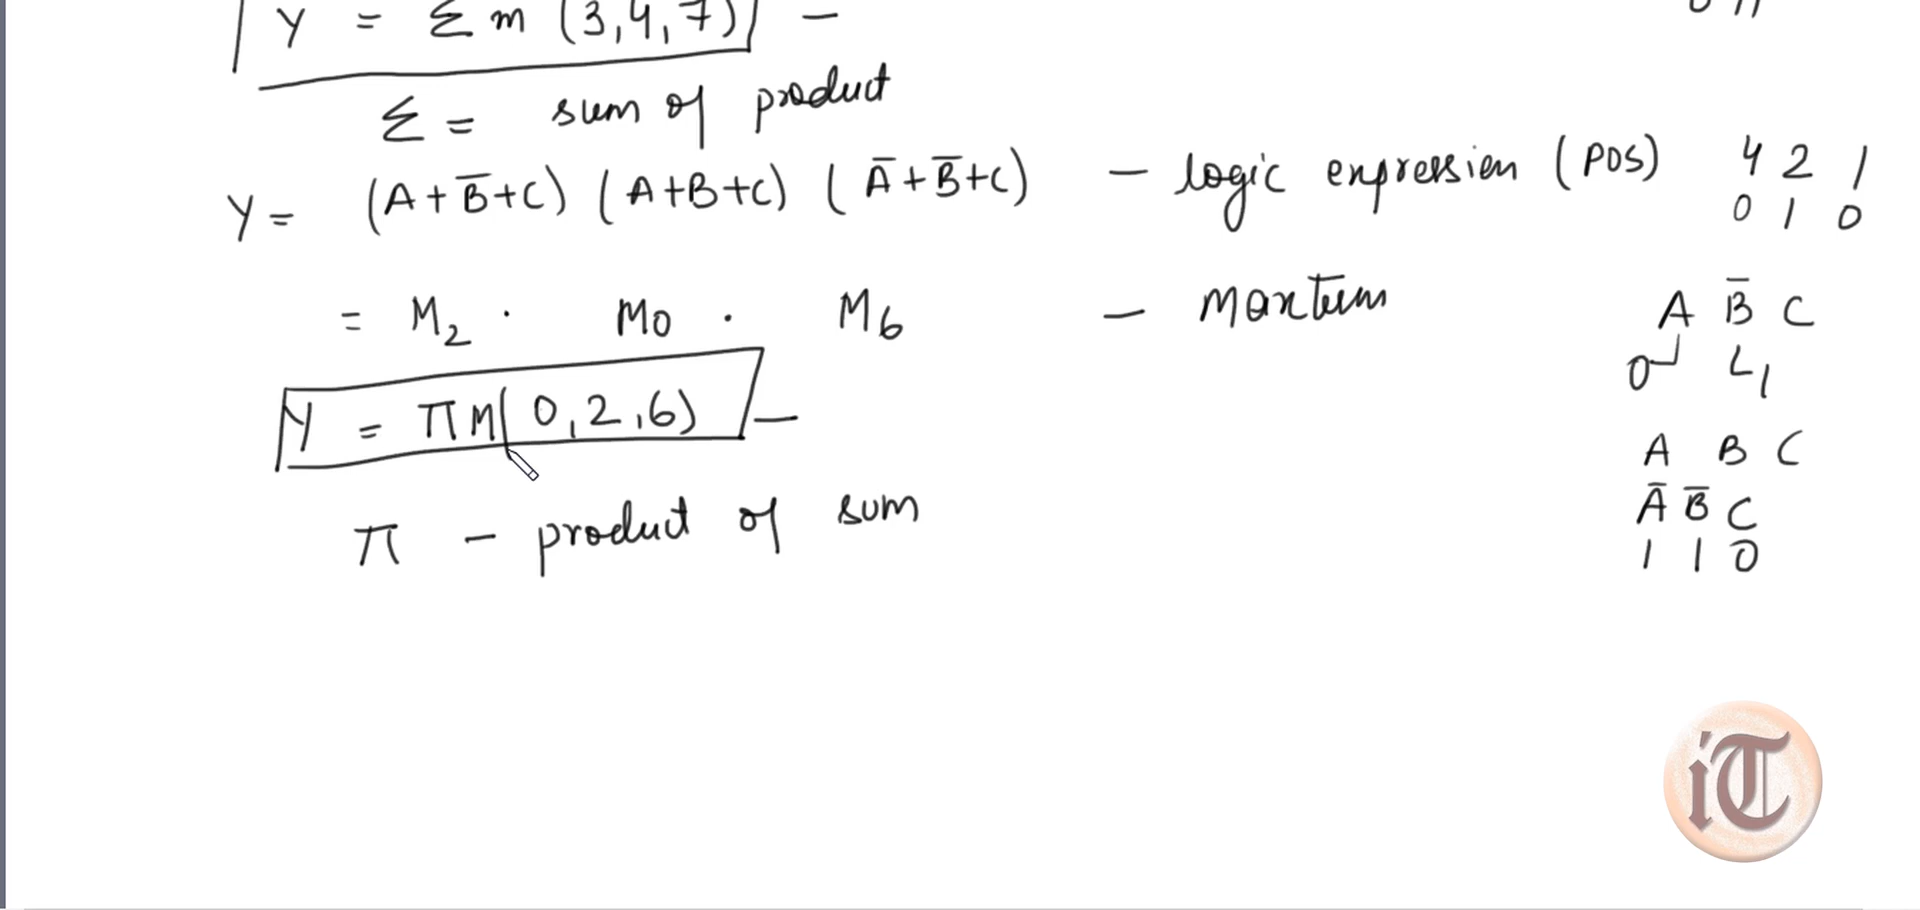 Y = Σ m (3,4,7) —
Σ = sum of product
Y = (A+B̅+C) (A+B+C) (A̅+B̅+C) — logic expression (POS)
4 2 1
0 1 0
= M₂ . M0 . M6 — Maxterm
A B̅ C
0 1
Y = πM(0,2,6) —
A B C
π — product of sum
A̅ B̅ C
1 1 0
iT